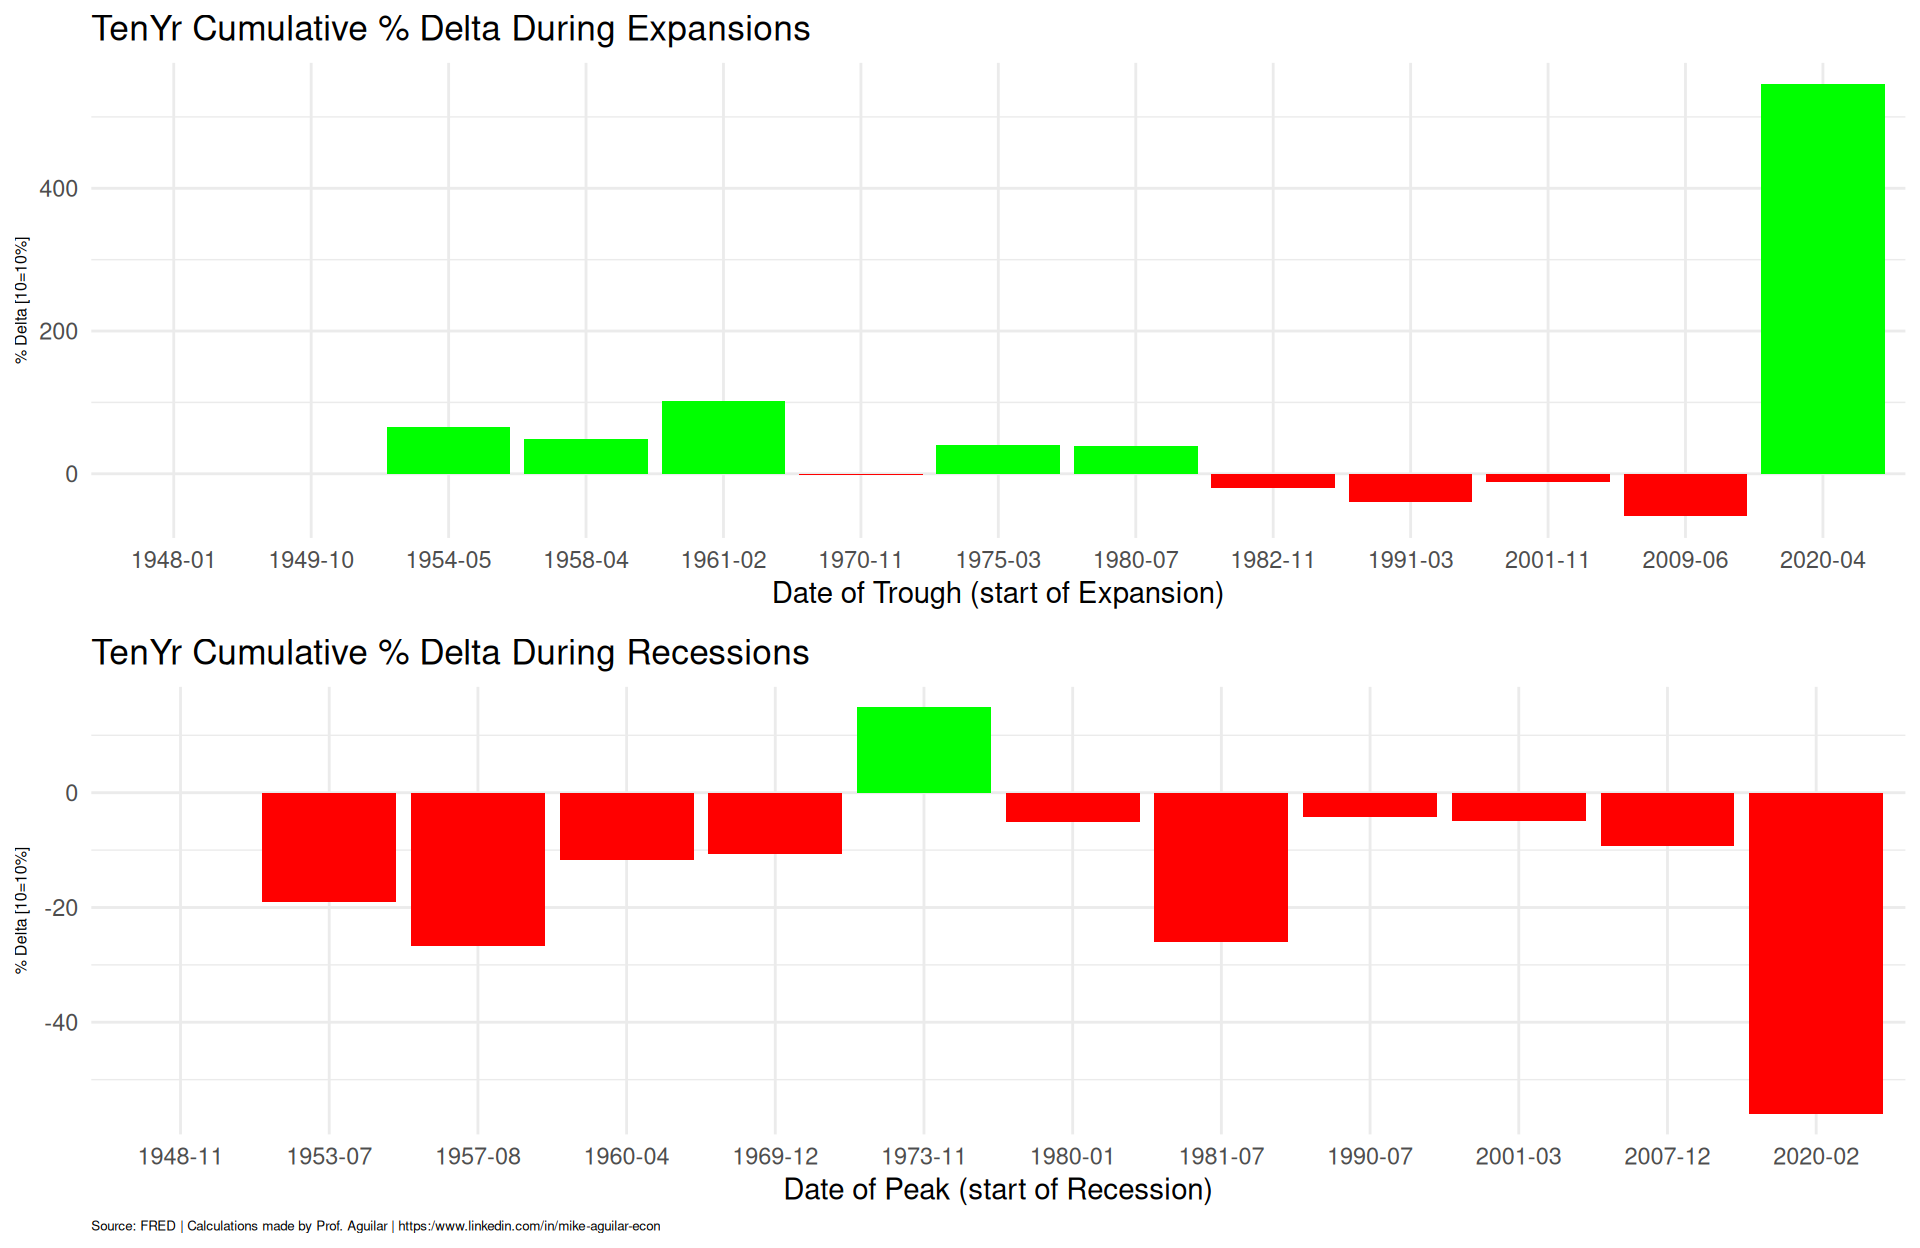 TenYr Cumulative % Delta During Expansions
% Delta [10=10%]
400
200
0
1948-01 1949-10 1954-05 1958-04 1961-02 1970-11 1975-03 1980-07 1982-11 1991-03 2001-11 2009-06 2020-04
Date of Trough (start of Expansion)
TenYr Cumulative % Delta During Recessions
% Delta [10=10%]
0
-20
-40
1948-11 1953-07 1957-08 1960-04 1969-12 1973-11 1980-01 1981-07 1990-07 2001-03 2007-12 2020-02
Date of Peak (start of Recession)
Source: FRED | Calculations made by Prof. Aguilar | https:/www.linkedin.com/in/mike-aguilar-econ